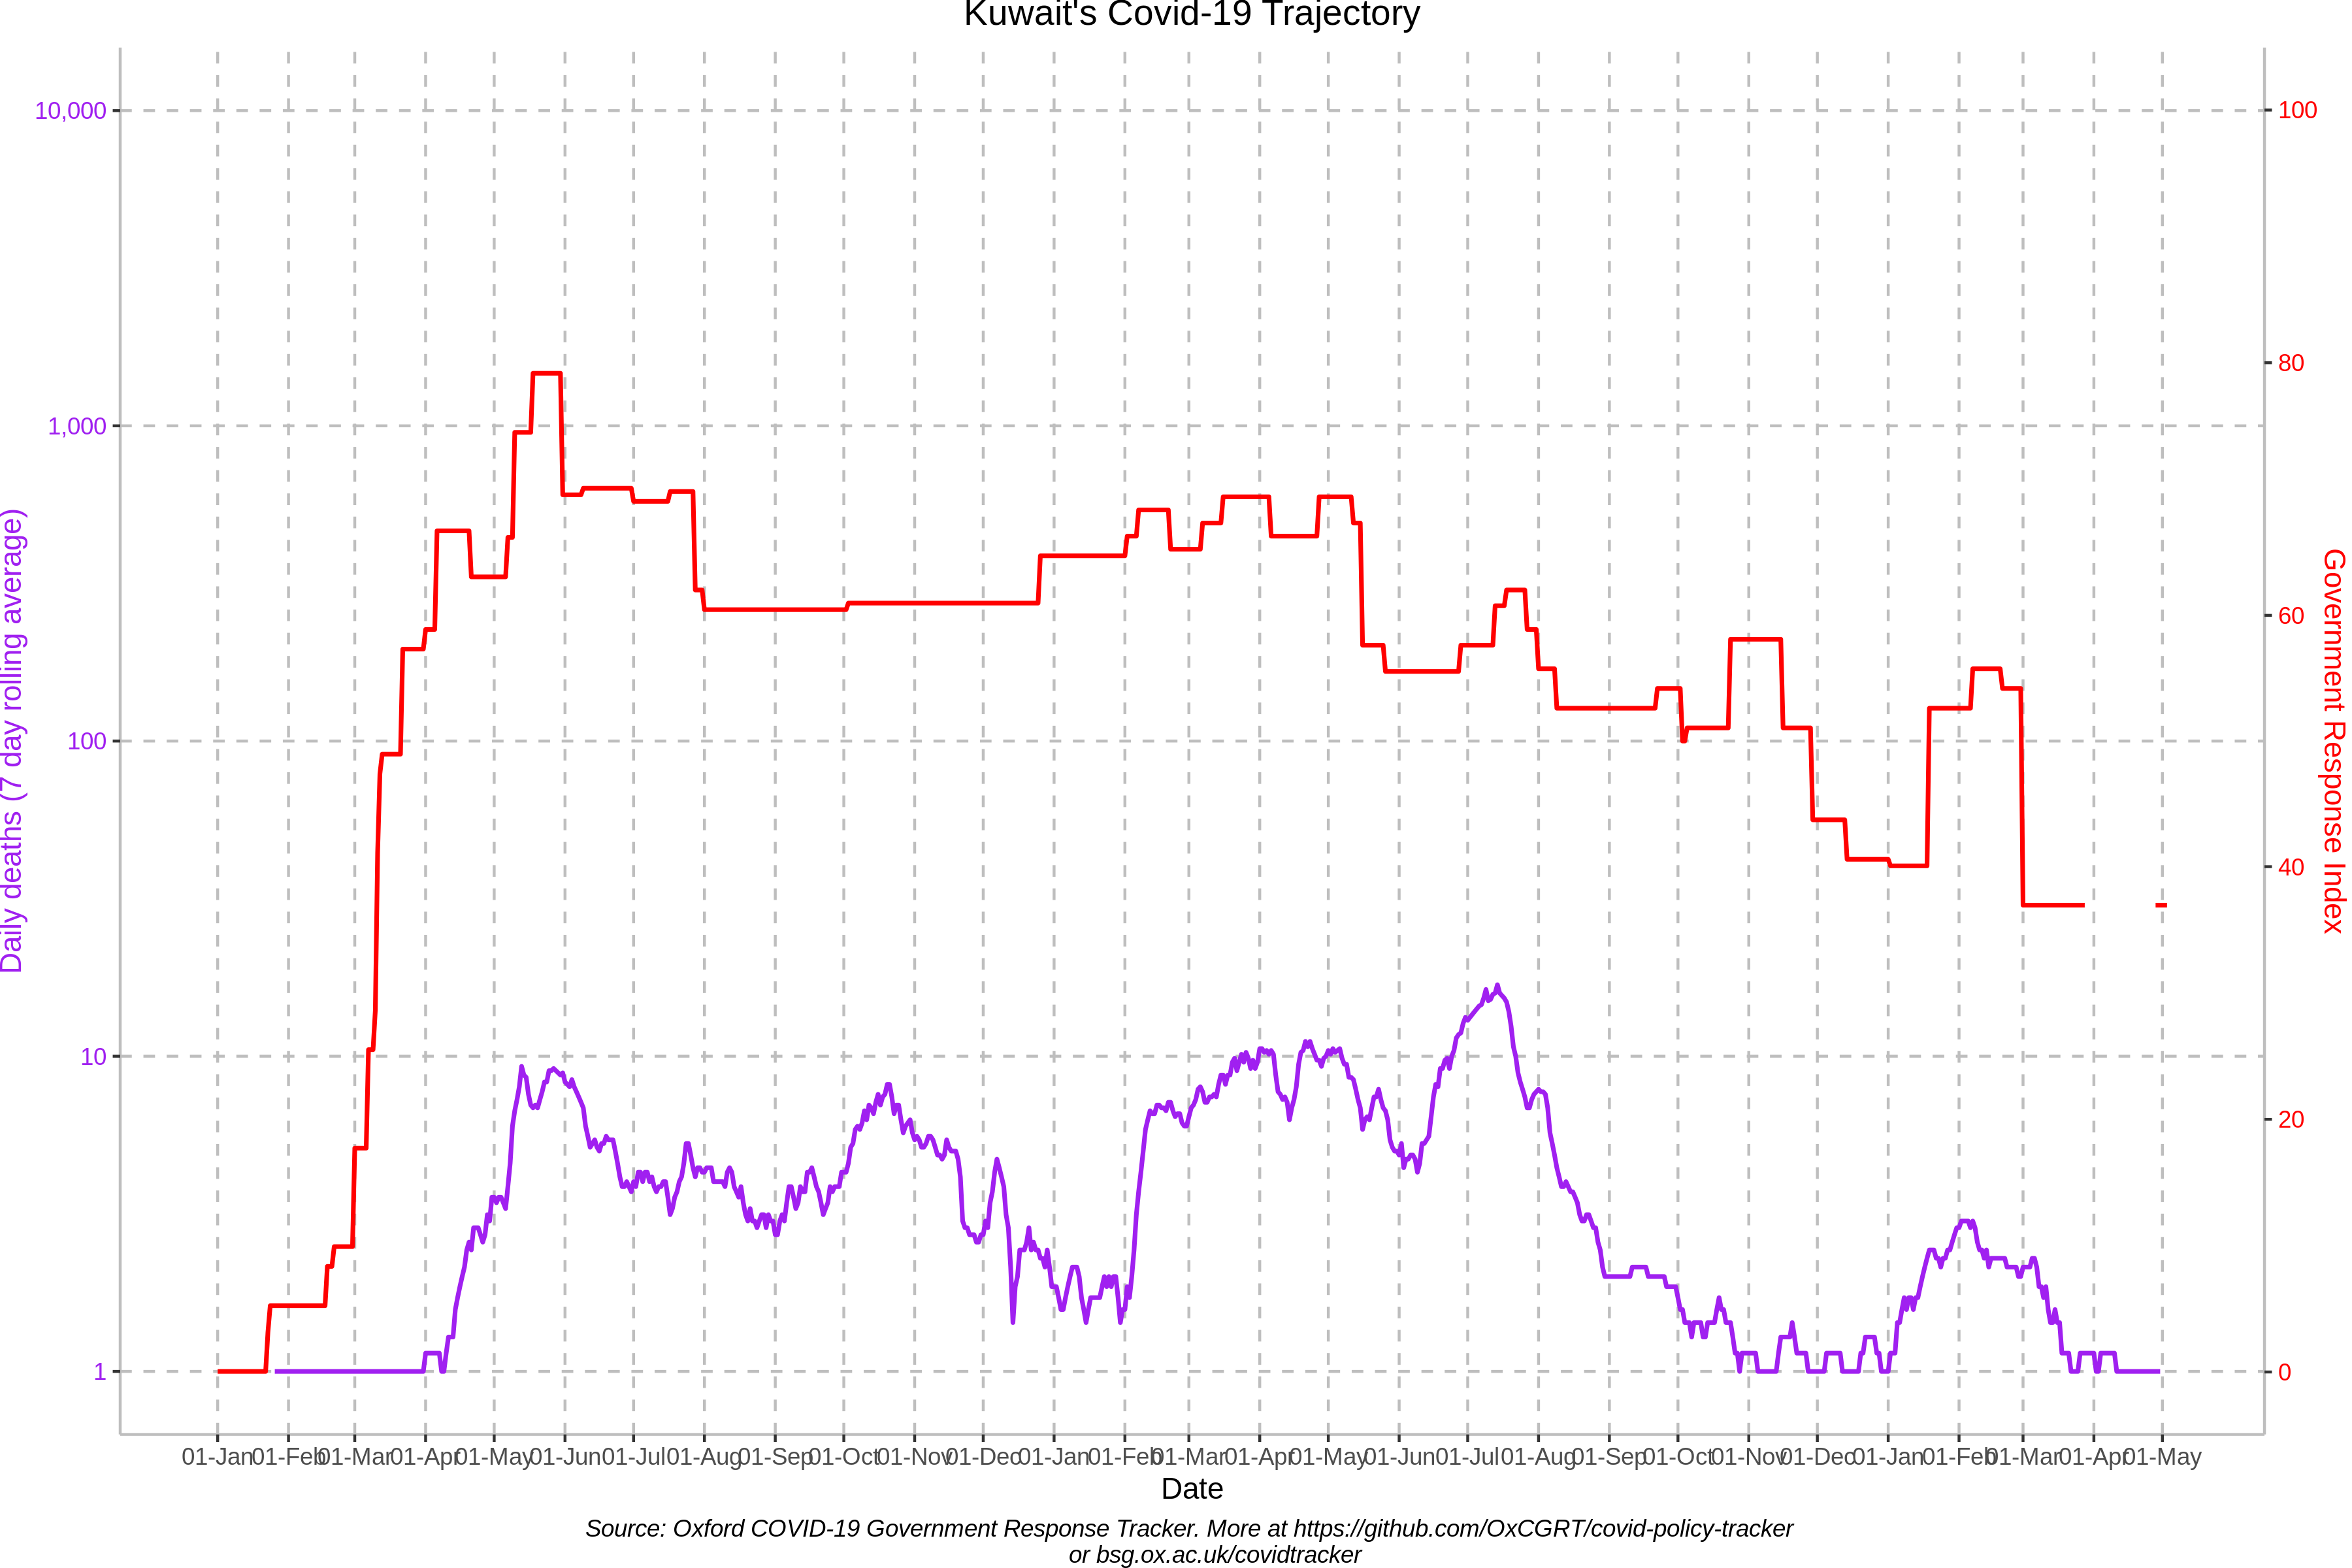 Kuwait's Covid-19 Trajectory
Daily deaths (7 day rolling average)
10,000
1,000
100
10
1
Government Response Index
100
80
60
40
20
0
01-Jan 01-Feb 01-Mar 01-Apr 01-May 01-Jun 01-Jul 01-Aug 01-Sep 01-Oct 01-Nov 01-Dec 01-Jan 01-Feb 01-Mar 01-Apr 01-May 01-Jun 01-Jul 01-Aug 01-Sep 01-Oct 01-Nov 01-Dec 01-Jan 01-Feb 01-Mar 01-Apr 01-May
Date
Source: Oxford COVID-19 Government Response Tracker. More at https://github.com/OxCGRT/covid-policy-tracker
or bsg.ox.ac.uk/covidtracker